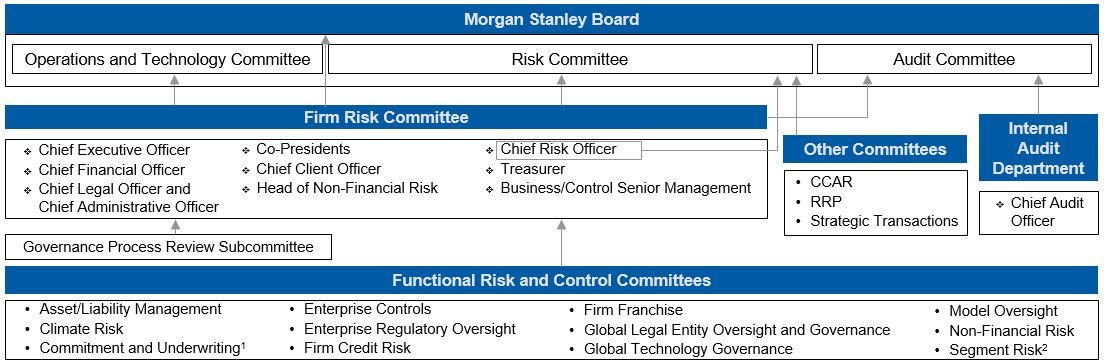 Morgan Stanley Board
Operations and Technology Committee
Risk Committee
Audit Committee
Firm Risk Committee
❖ Chief Executive Officer
❖ Chief Financial Officer
❖ Chief Legal Officer and
Chief Administrative Officer
❖ Co-Presidents
❖ Chief Client Officer
❖ Head of Non-Financial Risk
❖ Chief Risk Officer
❖ Treasurer
❖ Business/Control Senior Management
Other Committees
• CCAR
• RRP
• Strategic Transactions
Internal
Audit
Department
❖ Chief Audit
Officer
Governance Process Review Subcommittee
Functional Risk and Control Committees
• Asset/Liability Management
• Climate Risk
• Commitment and Underwriting¹
• Enterprise Controls
• Enterprise Regulatory Oversight
• Firm Credit Risk
• Firm Franchise
• Global Legal Entity Oversight and Governance
• Global Technology Governance
• Model Oversight
• Non-Financial Risk
• Segment Risk²